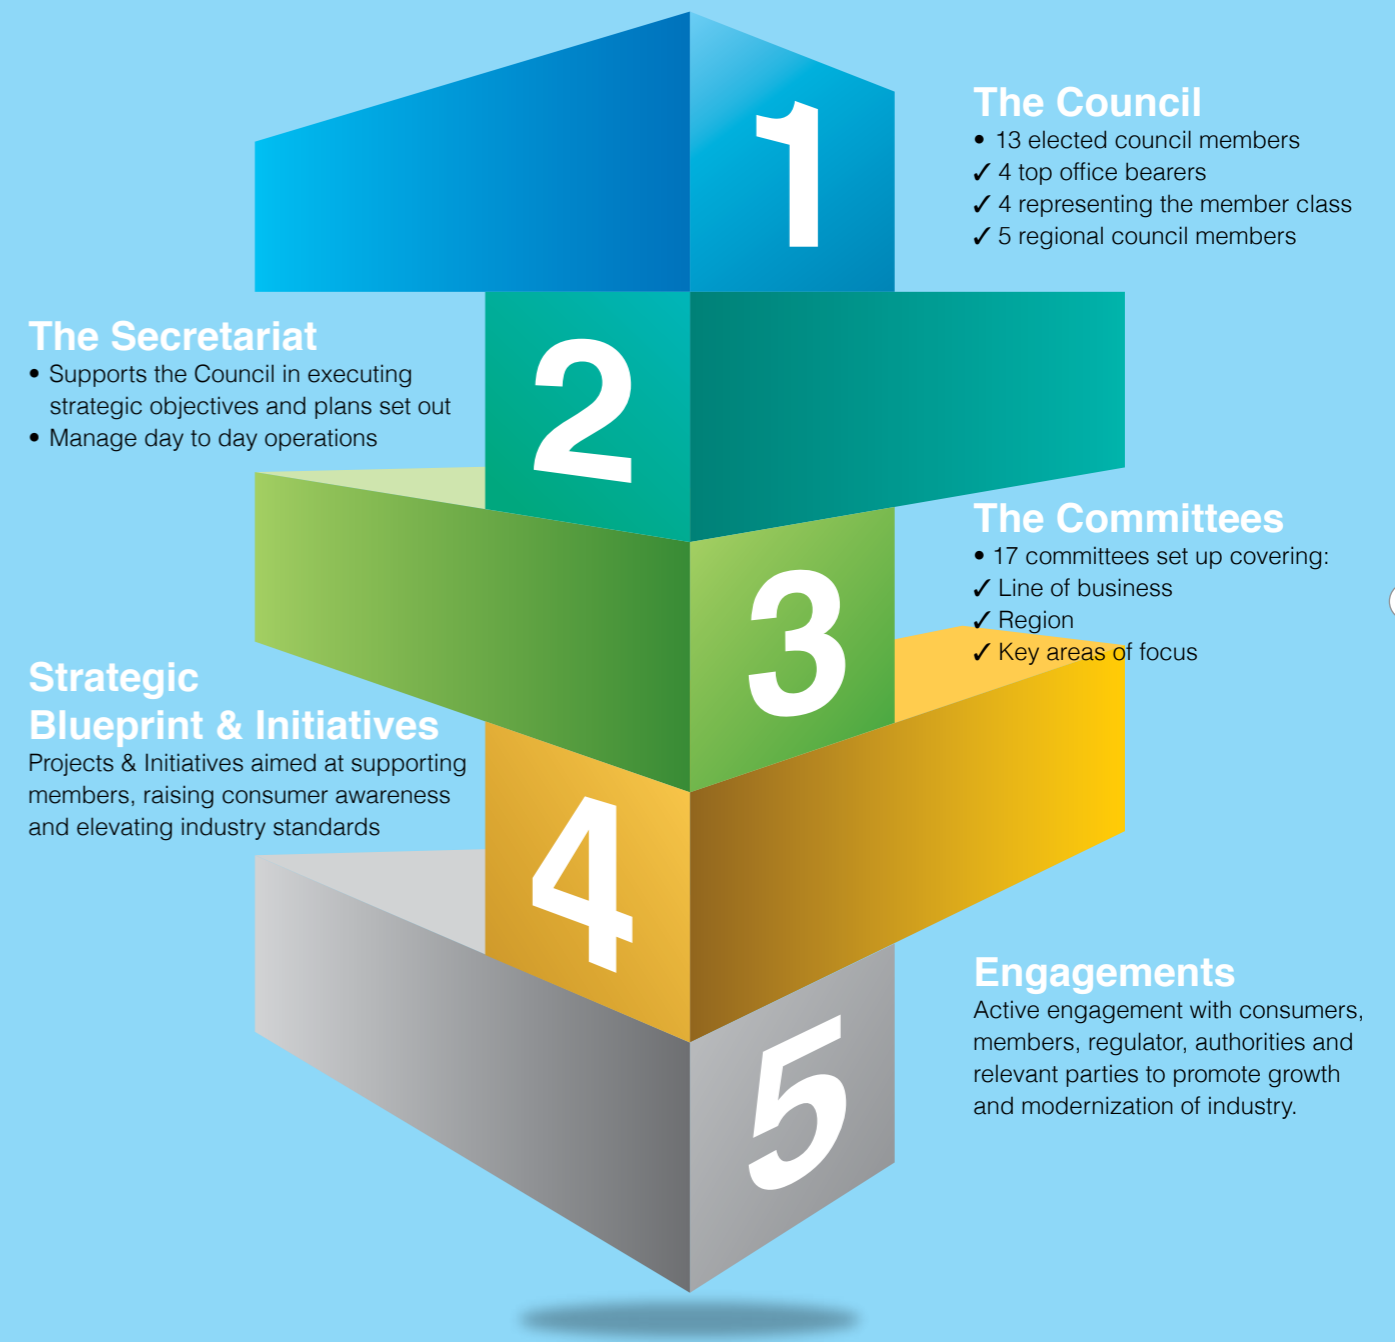 1
The Council
• 13 elected council members
✓ 4 top office bearers
✓ 4 representing the member class
✓ 5 regional council members
2
The Secretariat
• Supports the Council in executing
strategic objectives and plans set out
• Manage day to day operations
3
The Committees
• 17 committees set up covering:
✓ Line of business
✓ Region
✓ Key areas of focus
4
Strategic
Blueprint & Initiatives
Projects & Initiatives aimed at supporting
members, raising consumer awareness
and elevating industry standards
5
Engagements
Active engagement with consumers,
members, regulator, authorities and
relevant parties to promote growth
and modernization of industry.